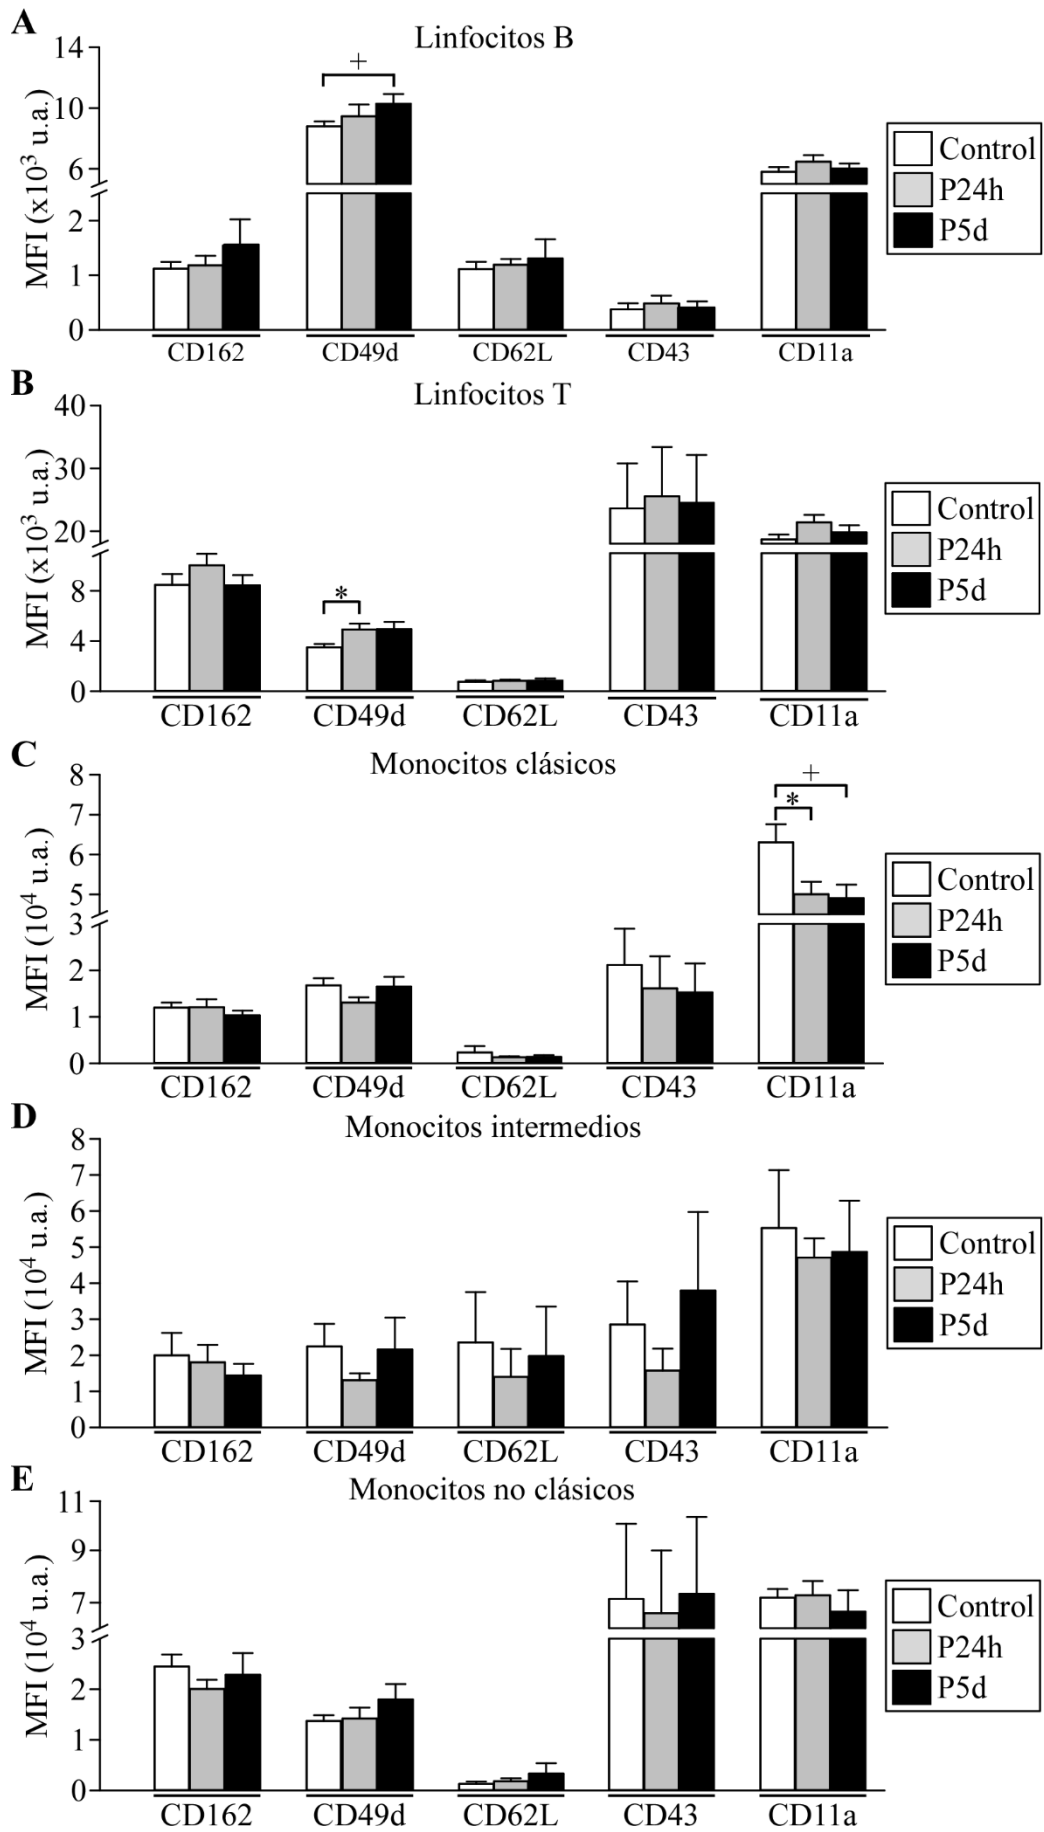 A
Linfocitos B
MFI (x10³ u.a.)
14
10
6
2
1
0
+
CD162 CD49d CD62L CD43 CD11a
Control
P24h
P5d
B
Linfocitos T
MFI (x10³ u.a.)
40
30
20
8
4
0
*
CD162 CD49d CD62L CD43 CD11a
Control
P24h
P5d
C
Monocitos clásicos
MFI (10⁴ u.a.)
8
7
6
5
3
2
1
0
+
*
CD162 CD49d CD62L CD43 CD11a
Control
P24h
P5d
D
Monocitos intermedios
MFI (10⁴ u.a.)
8
7
6
5
4
3
2
1
0
CD162 CD49d CD62L CD43 CD11a
Control
P24h
P5d
E
Monocitos no clásicos
MFI (10⁴ u.a.)
11
9
7
3
2
1
0
CD162 CD49d CD62L CD43 CD11a
Control
P24h
P5d